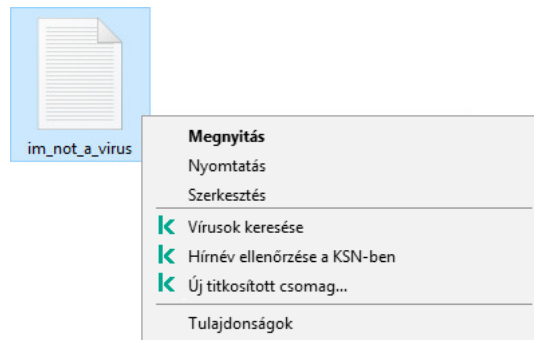 im_not_a_virus
Megnyitás
Nyomtatás
Szerkesztés
Vírusok keresése
Hírnév ellenőrzése a KSN-ben
Új titkosított csomag...
Tulajdonságok